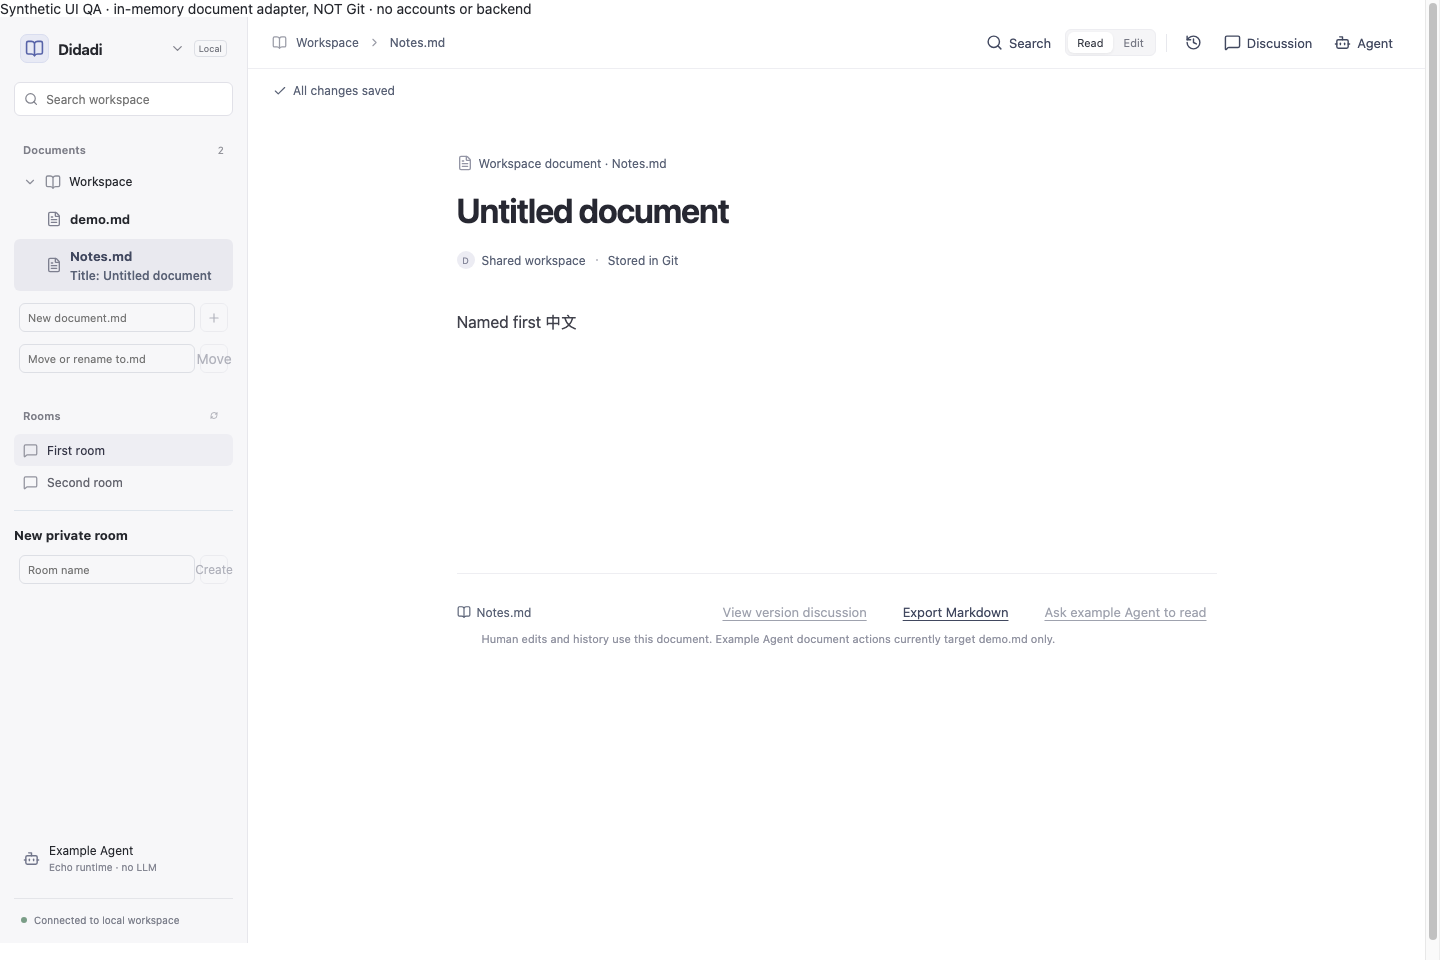 Synthetic UI QA · in-memory document adapter, NOT Git · no accounts or backend
Didadi
Local
Search workspace
Documents 2
Workspace
demo.md
Notes.md
Title: Untitled document
New document.md
Move or rename to.md Move
Rooms
First room
Second room
New private room
Room name Create
Example Agent
Echo runtime · no LLM
Connected to local workspace
Workspace Notes.md
Search Read Edit Discussion Agent
All changes saved
Workspace document · Notes.md
Untitled document
D Shared workspace · Stored in Git
Named first 中文
Notes.md View version discussion Export Markdown Ask example Agent to read
Human edits and history use this document. Example Agent document actions currently target demo.md only.